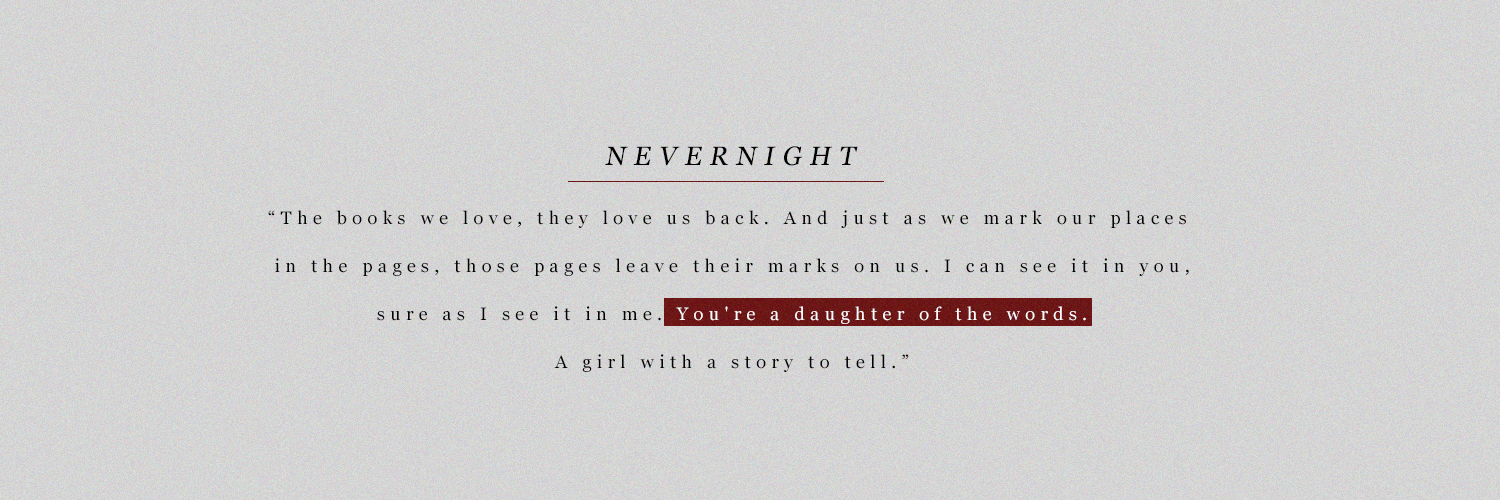 NEVERNIGHT
“The books we love, they love us back. And just as we mark our places
in the pages, those pages leave their marks on us. I can see it in you,
sure as I see it in me. You're a daughter of the words.
A girl with a story to tell.”